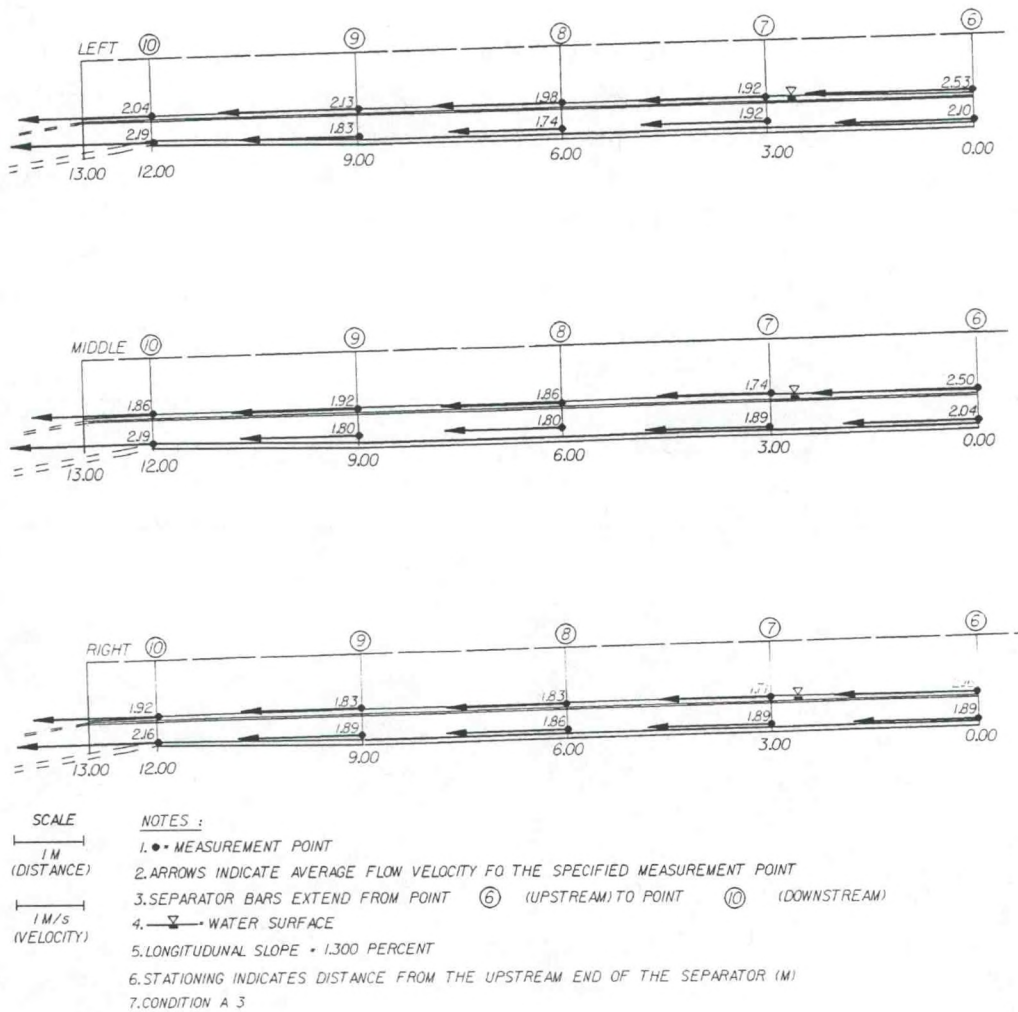 LEFT ⑩ ⑨ ⑧ ⑦ ⑥
2.04 2.13 1.98 1.92 2.53
2.19 1.83 1.74 1.92 2.10
13.00 12.00 9.00 6.00 3.00 0.00
MIDDLE ⑩ ⑨ ⑧ ⑦ ⑥
1.86 1.92 1.86 1.74 2.50
2.19 1.80 1.80 1.89 2.04
13.00 12.00 9.00 6.00 3.00 0.00
RIGHT ⑩ ⑨ ⑧ ⑦ ⑥
1.92 1.83 1.83
2.16 1.89 1.86 1.89 1.89
13.00 12.00 9.00 6.00 3.00 0.00
SCALE
1 M
(DISTANCE)
1 M/s
(VELOCITY)
NOTES :
1. ● = MEASUREMENT POINT
2. ARROWS INDICATE AVERAGE FLOW VELOCITY FO THE SPECIFIED MEASUREMENT POINT
3. SEPARATOR BARS EXTEND FROM POINT ⑥ (UPSTREAM) TO POINT ⑩ (DOWNSTREAM)
4. = WATER SURFACE
5. LONGITUDUNAL SLOPE = 1.300 PERCENT
6. STATIONING INDICATES DISTANCE FROM THE UPSTREAM END OF THE SEPARATOR (M)
7. CONDITION A 3